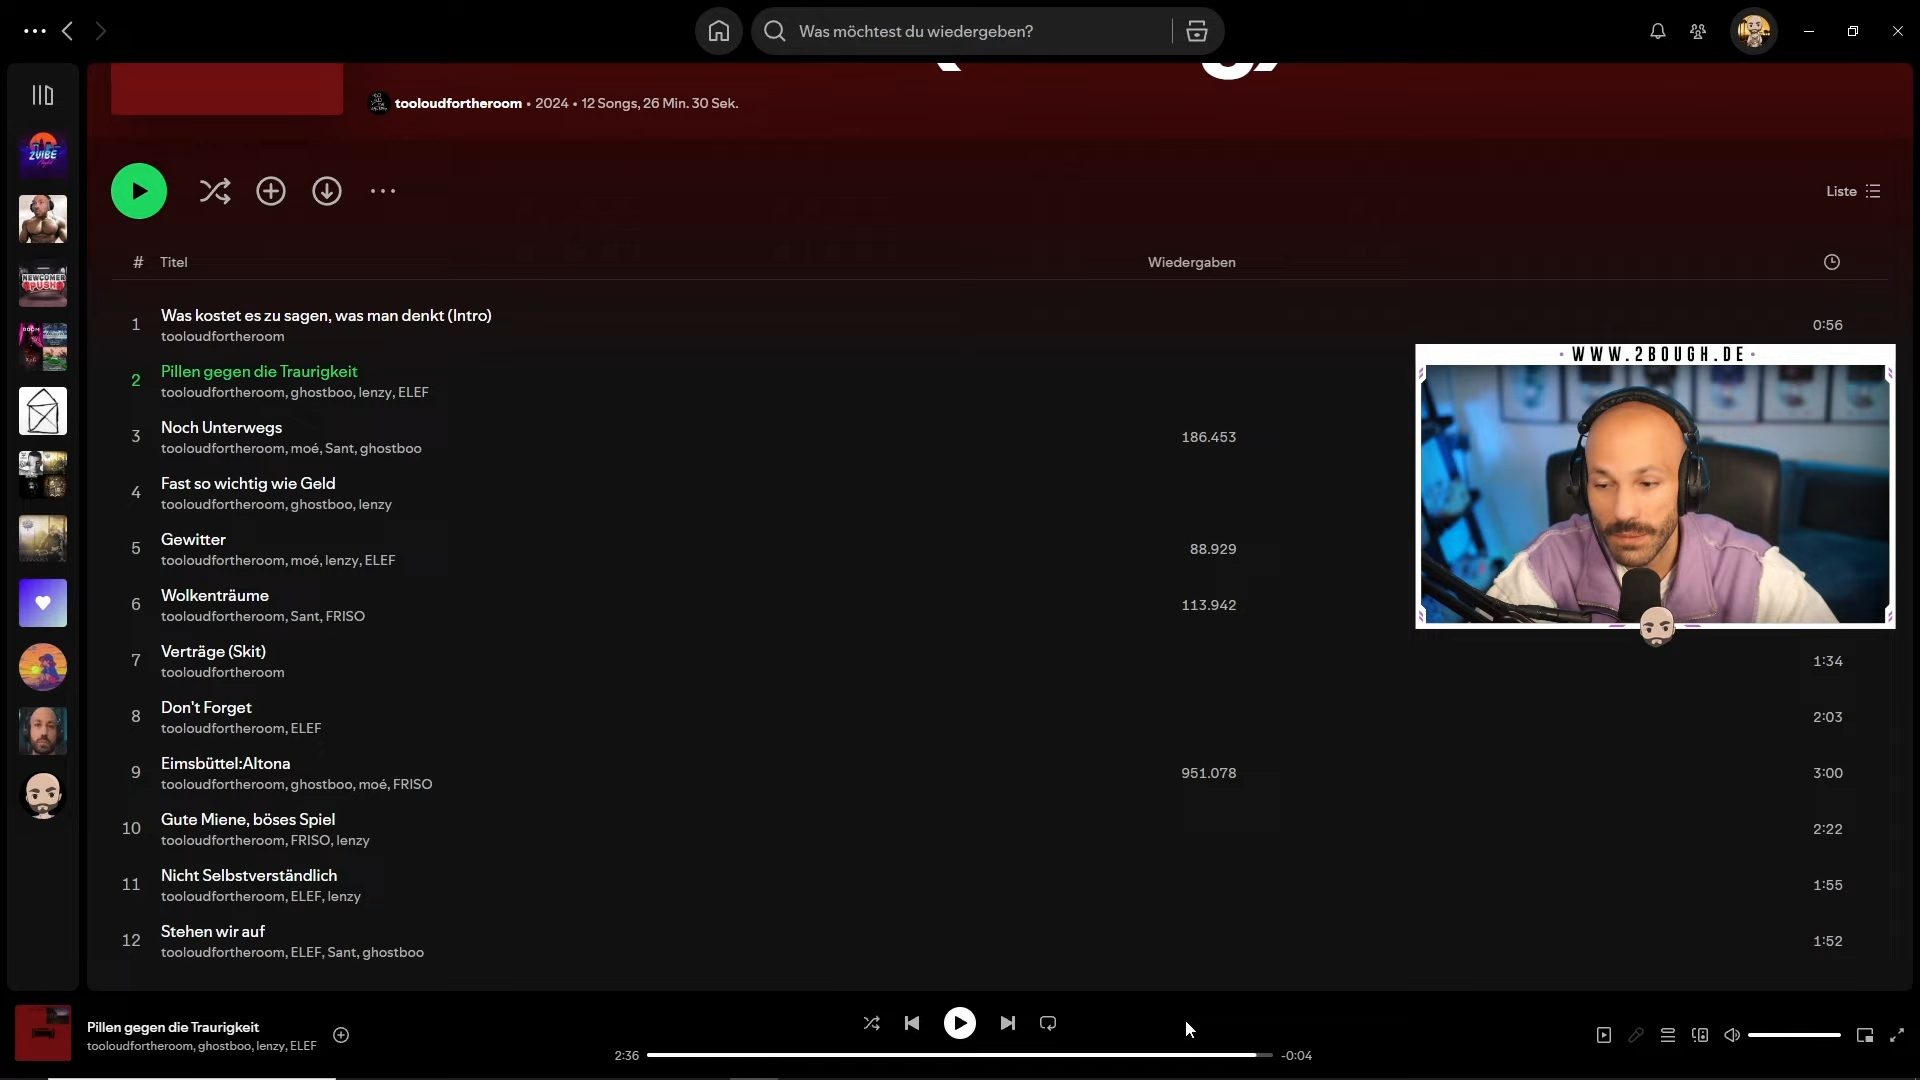 Was möchtest du wiedergeben?
tooloudfortheroom • 2024 • 12 Songs, 26 Min. 30 Sek.
Liste
# Titel Wiedergaben
1 Was kostet es zu sagen, was man denkt (Intro) 0:56
tooloudfortheroom
2 Pillen gegen die Traurigkeit
tooloudfortheroom, ghostboo, lenzy, ELEF
3 Noch Unterwegs 186.453
tooloudfortheroom, moé, Sant, ghostboo
4 Fast so wichtig wie Geld
tooloudfortheroom, ghostboo, lenzy
5 Gewitter 88.929
tooloudfortheroom, moé, lenzy, ELEF
6 Wolkenträume 113.942
tooloudfortheroom, Sant, FRISO
7 Verträge (Skit) 1:34
tooloudfortheroom
8 Don't Forget 2:03
tooloudfortheroom, ELEF
9 Eimsbüttel:Altona 951.078 3:00
tooloudfortheroom, ghostboo, moé, FRISO
10 Gute Miene, böses Spiel 2:22
tooloudfortheroom, FRISO, lenzy
11 Nicht Selbstverständlich 1:55
tooloudfortheroom, ELEF, lenzy
12 Stehen wir auf 1:52
tooloudfortheroom, ELEF, Sant, ghostboo
• WWW.2BOUGH.DE •
2VIBE
NEWCOMER
PUSH
Pillen gegen die Traurigkeit
tooloudfortheroom, ghostboo, lenzy, ELEF
2:36 -0:04